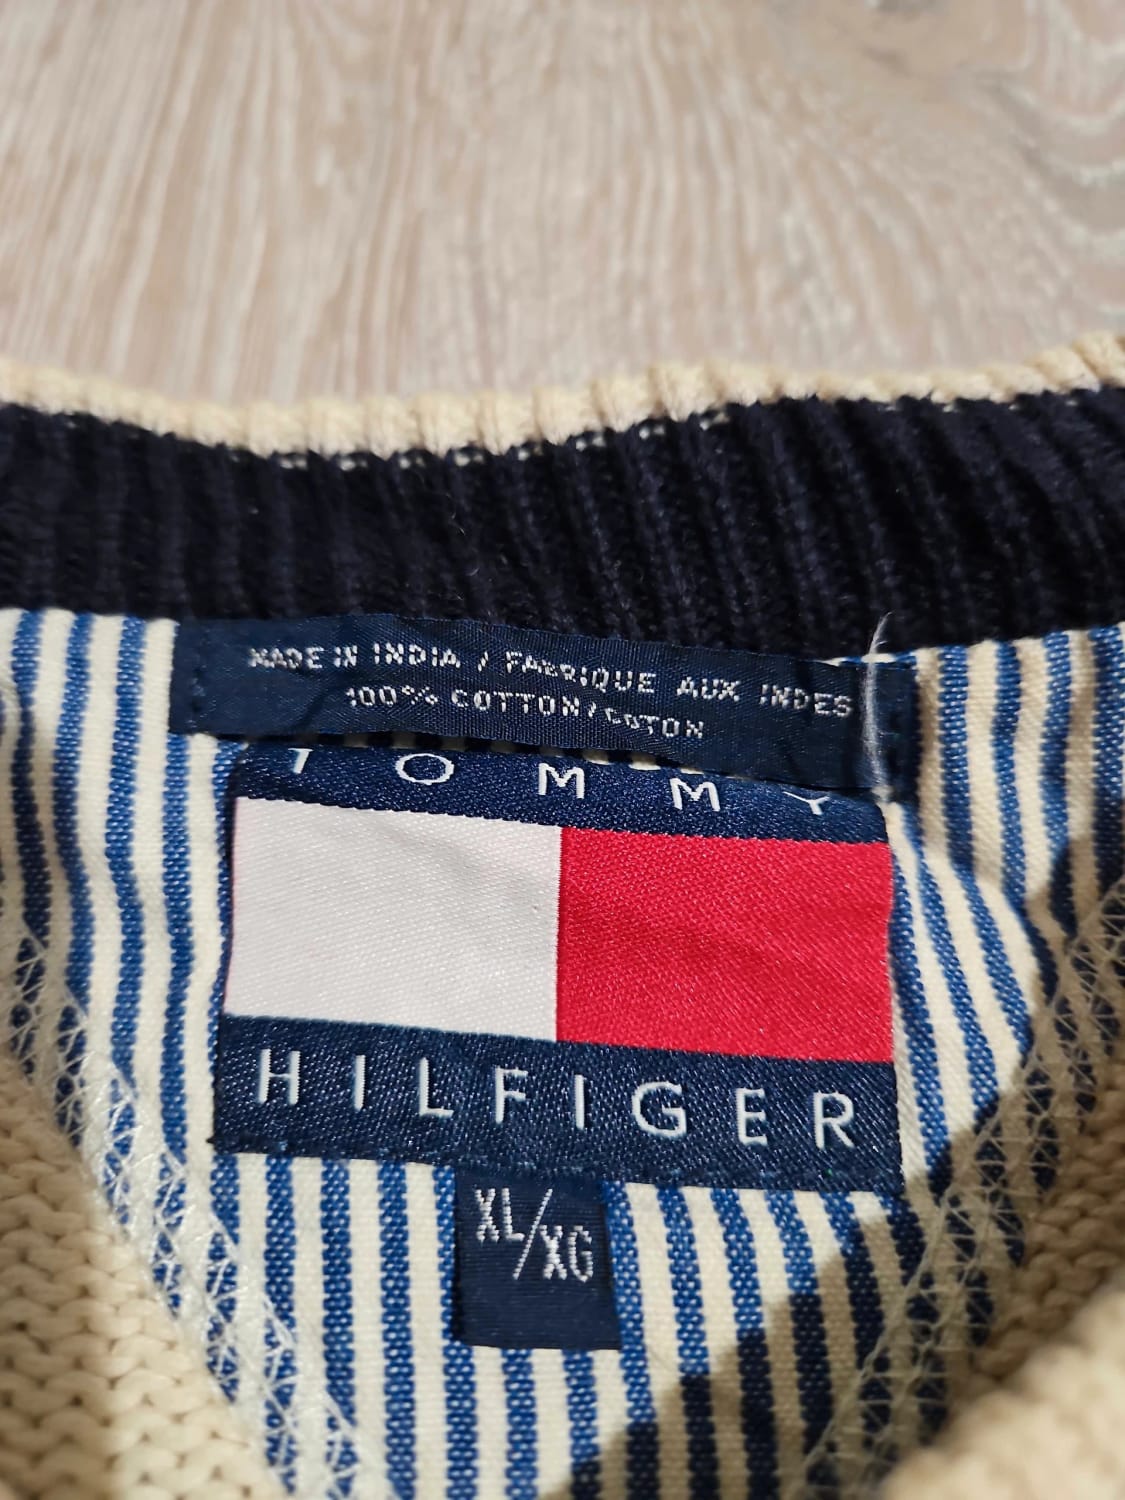 MADE IN INDIA / FABRIQUE AUX INDES
100% COTTON / COTON
TOMMY
HILFIGER
XL/XG